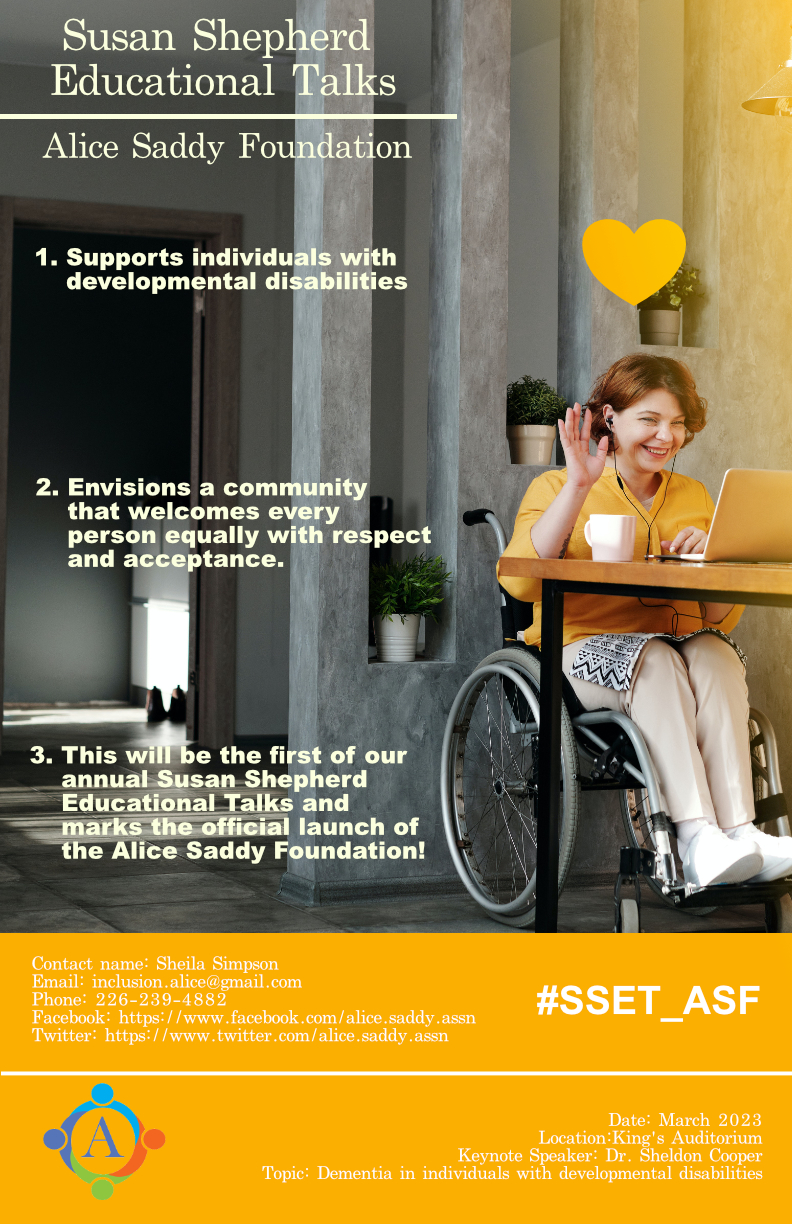 Susan Shepherd
Educational Talks
Alice Saddy Foundation
1. Supports individuals with
developmental disabilities
2. Envisions a community
that welcomes every
person equally with respect
and acceptance.
3. This will be the first of our
annual Susan Shepherd
Educational Talks and
marks the official launch of
the Alice Saddy Foundation!
Contact name: Sheila Simpson
Email: inclusion.alice@gmail.com
Phone: 226-239-4882
Facebook: https://www.facebook.com/alice.saddy.assn
Twitter: https://www.twitter.com/alice.saddy.assn
#SSET_ASF
A
Date: March 2023
Location:King's Auditorium
Keynote Speaker: Dr. Sheldon Cooper
Topic: Dementia in individuals with developmental disabilities